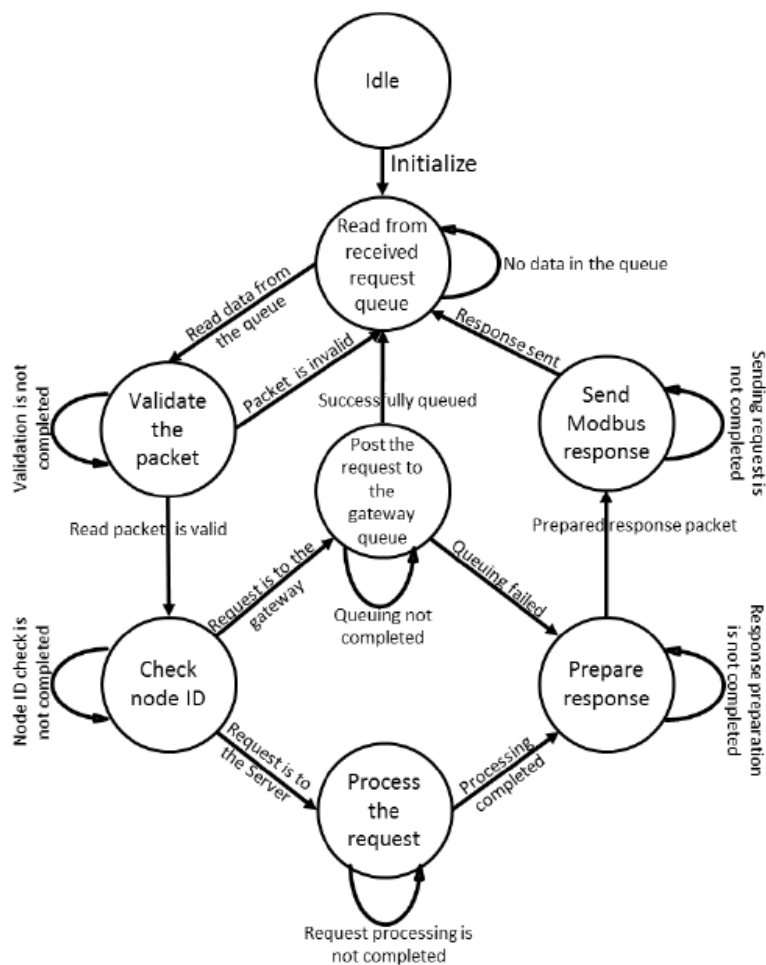 Idle
Initialize
Read from
received
request
queue
No data in the queue
Read data from
the queue
Packet is invalid
Successfully queued
Response sent
Validation is not
completed
Validate
the
packet
Post the
request to
the
gateway
queue
Send
Modbus
response
Sending request is
not completed
Read packet is valid
Prepared response packet
Request is to the
gateway
Queuing not
completed
Queuing failed
Node ID check is
not completed
Check
node ID
Prepare
response
Response preparation
is not completed
Request is to
the Server
Process
the
request
Processing
completed
Request processing is
not completed